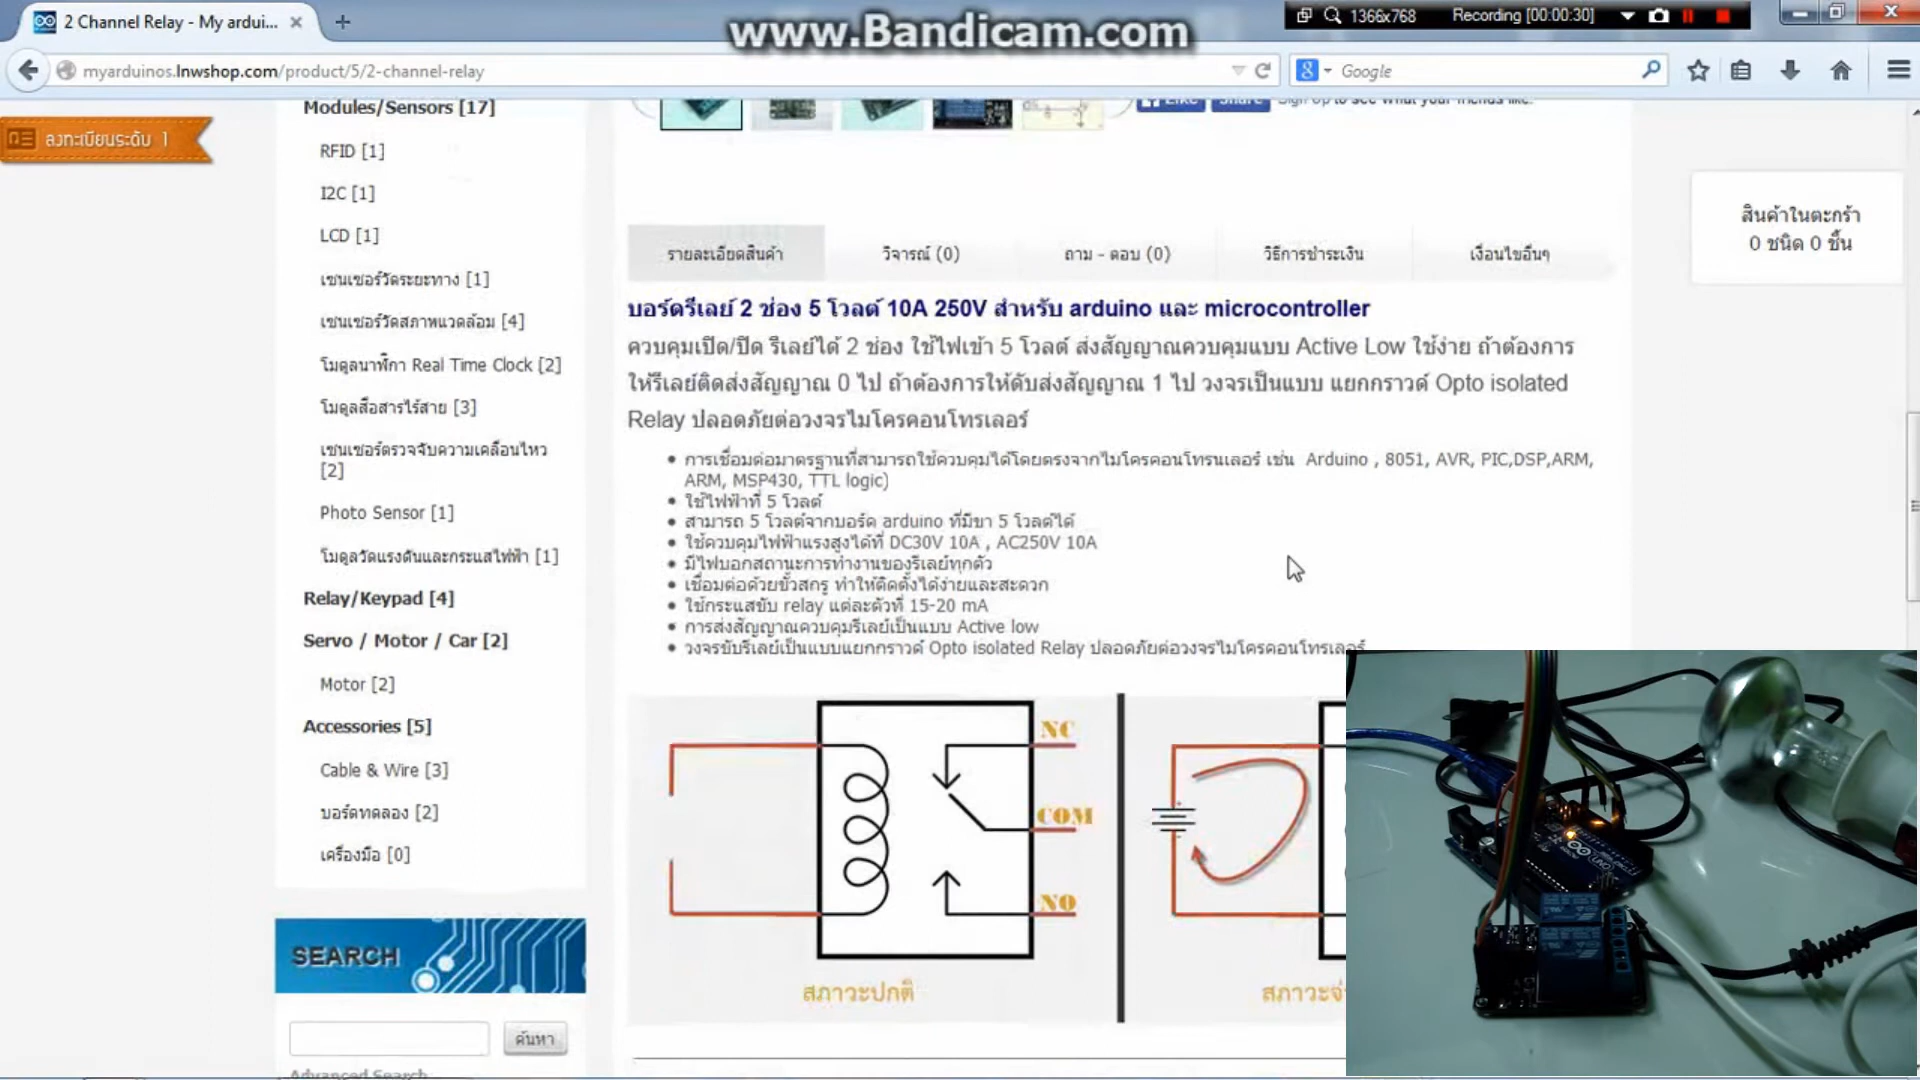 2 Channel Relay - My ardui...
www.Bandicam.com
1366x768
Recording [00:00:30]
myarduinos.lnwshop.com/product/5/2-channel-relay
Google
ลงทะเบียนระดับ 1
Modules/Sensors [17]
RFID [1]
I2C [1]
LCD [1]
เซนเซอร์วัดระยะทาง [1]
เซนเซอร์วัดสภาพแวดล้อม [4]
โมดูลนาฬิกา Real Time Clock [2]
โมดูลสื่อสารไร้สาย [3]
เซนเซอร์ตรวจจับความเคลื่อนไหว
[2]
Photo Sensor [1]
โมดูลวัดแรงดันและกระแสไฟฟ้า [1]
Relay/Keypad [4]
Servo / Motor / Car [2]
Motor [2]
Accessories [5]
Cable & Wire [3]
บอร์ดทดลอง [2]
เครื่องมือ [0]
SEARCH
ค้นหา
Advanced Search
Like
Share
Sign Up to see what your friends like.
รายละเอียดสินค้า
วิจารณ์ (0)
ถาม - ตอบ (0)
วิธีการชำระเงิน
เงื่อนไขอื่นๆ
บอร์ดรีเลย์ 2 ช่อง 5 โวลต์ 10A 250V สำหรับ arduino และ microcontroller
ควบคุมเปิด/ปิด รีเลย์ได้ 2 ช่อง ใช้ไฟเข้า 5 โวลต์ ส่งสัญญาณควบคุมแบบ Active Low ใช้ง่าย ถ้าต้องการ
ให้รีเลย์ติดส่งสัญญาณ 0 ไป ถ้าต้องการให้ดับส่งสัญญาณ 1 ไป วงจรเป็นแบบ แยกกราวด์ Opto isolated
Relay ปลอดภัยต่อวงจรไมโครคอนโทรเลอร์
การเชื่อมต่อมาตรฐานที่สามารถใช้ควบคุมได้โดยตรงจากไมโครคอนโทรนเลอร์ เช่น Arduino , 8051, AVR, PIC,DSP,ARM,
ARM, MSP430, TTL logic)
ใช้ไฟฟ้าที่ 5 โวลต์
สามารถ 5 โวลต์จากบอร์ด arduino ที่มีขา 5 โวลต์ได้
ใช้ควบคุมไฟฟ้าแรงสูงได้ที่ DC30V 10A , AC250V 10A
มีไฟบอกสถานะการทำงานของรีเลย์ทุกตัว
เชื่อมต่อด้วยขั้วสกรู ทำให้ติดตั้งได้ง่ายและสะดวก
ใช้กระแสขับ relay แต่ละตัวที่ 15-20 mA
การส่งสัญญาณควบคุมรีเลย์เป็นแบบ Active low
วงจรขับรีเลย์เป็นแบบแยกกราวด์ Opto isolated Relay ปลอดภัยต่อวงจรไมโครคอนโทรเลอร์
NC
COM
NO
สภาวะปกติ
สภาวะจ่
สินค้าในตะกร้า
0 ชนิด 0 ชิ้น
UNO